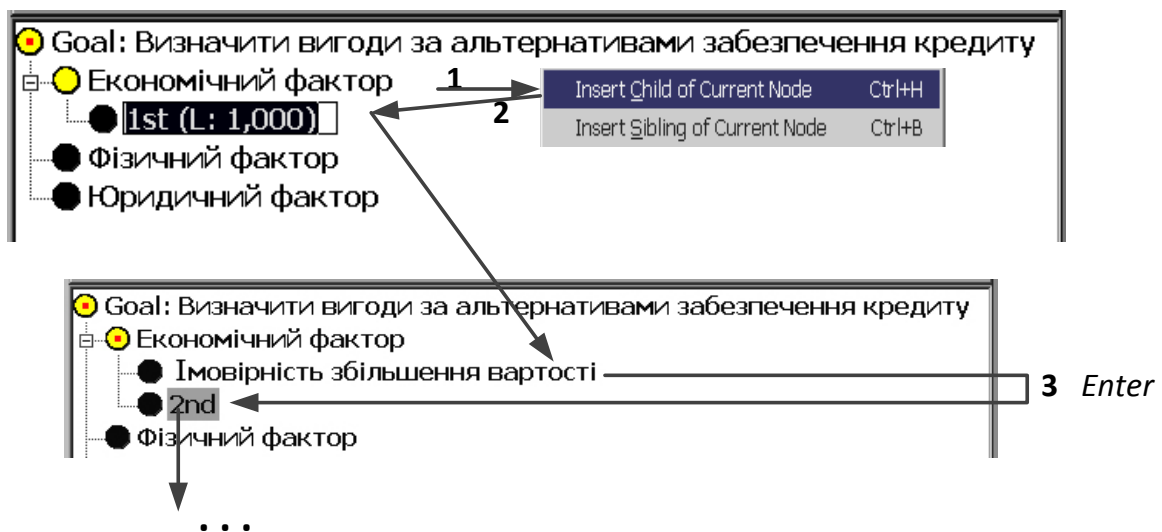 Goal: Визначити вигоди за альтернативами забезпечення кредиту
Економічний фактор
1
Insert Child of Current Node Ctrl+H
2
Insert Sibling of Current Node Ctrl+B
1st (L: 1,000)
Фізичний фактор
Юридичний фактор
Goal: Визначити вигоди за альтернативами забезпечення кредиту
Економічний фактор
Імовірність збільшення вартості
2nd
3 Enter
Фізичний фактор
. . .